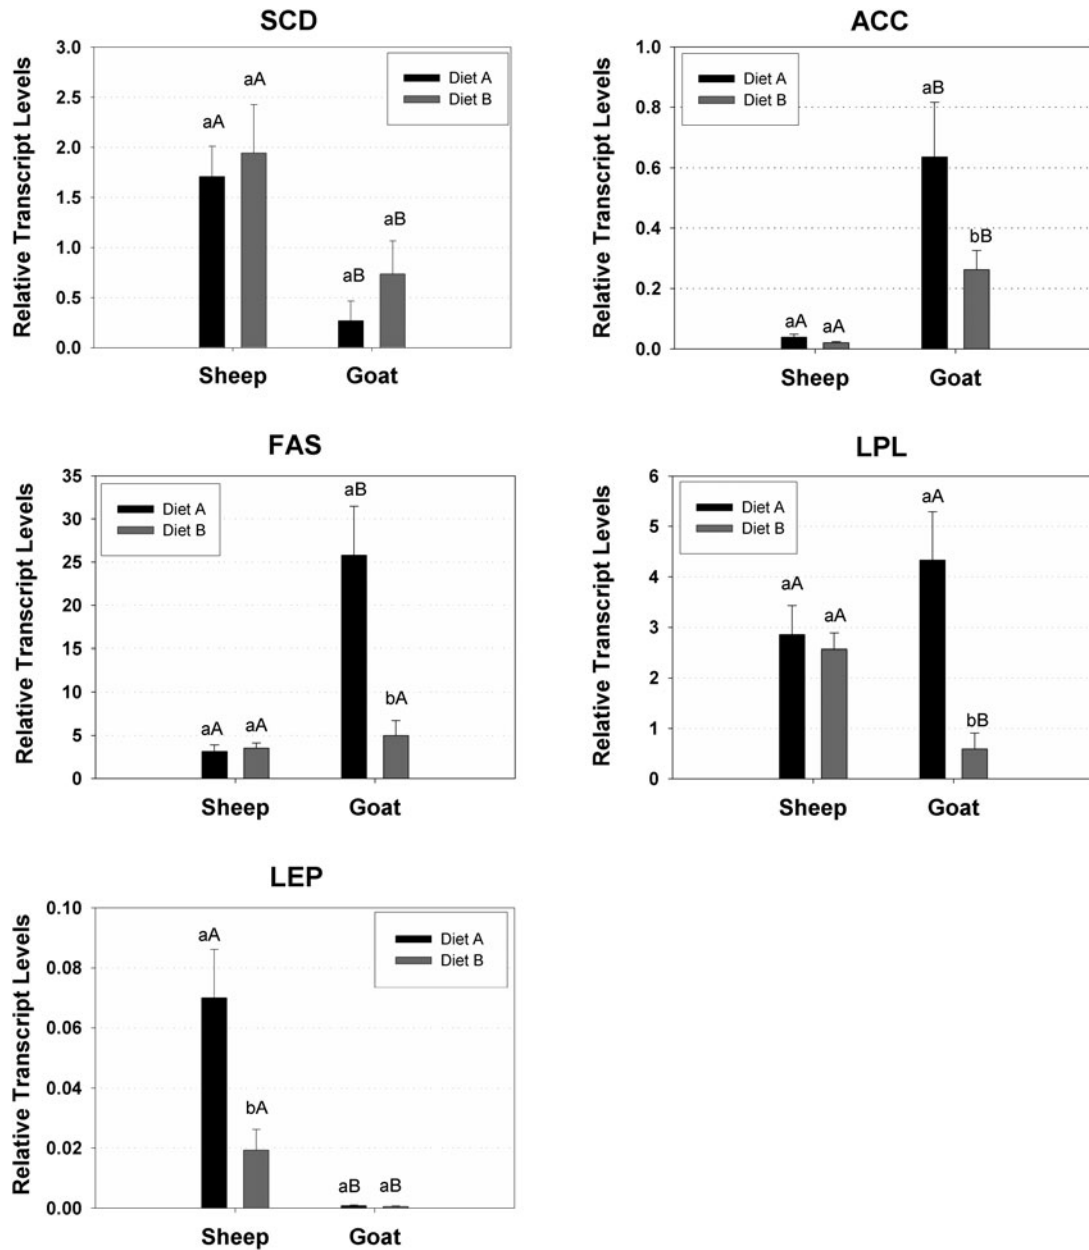 SCD
Relative Transcript Levels
3.0
2.5
2.0
1.5
1.0
0.5
0.0
Diet A
Diet B
aA
aA
aB
aB
Sheep
Goat
ACC
Relative Transcript Levels
1.0
0.8
0.6
0.4
0.2
0.0
Diet A
Diet B
aA
aA
aB
bB
Sheep
Goat
FAS
Relative Transcript Levels
35
30
25
20
15
10
5
0
Diet A
Diet B
aA
aA
aB
bA
Sheep
Goat
LPL
Relative Transcript Levels
6
5
4
3
2
1
0
Diet A
Diet B
aA
aA
aA
bB
Sheep
Goat
LEP
Relative Transcript Levels
0.10
0.08
0.06
0.04
0.02
0.00
Diet A
Diet B
aA
bA
aB
aB
Sheep
Goat